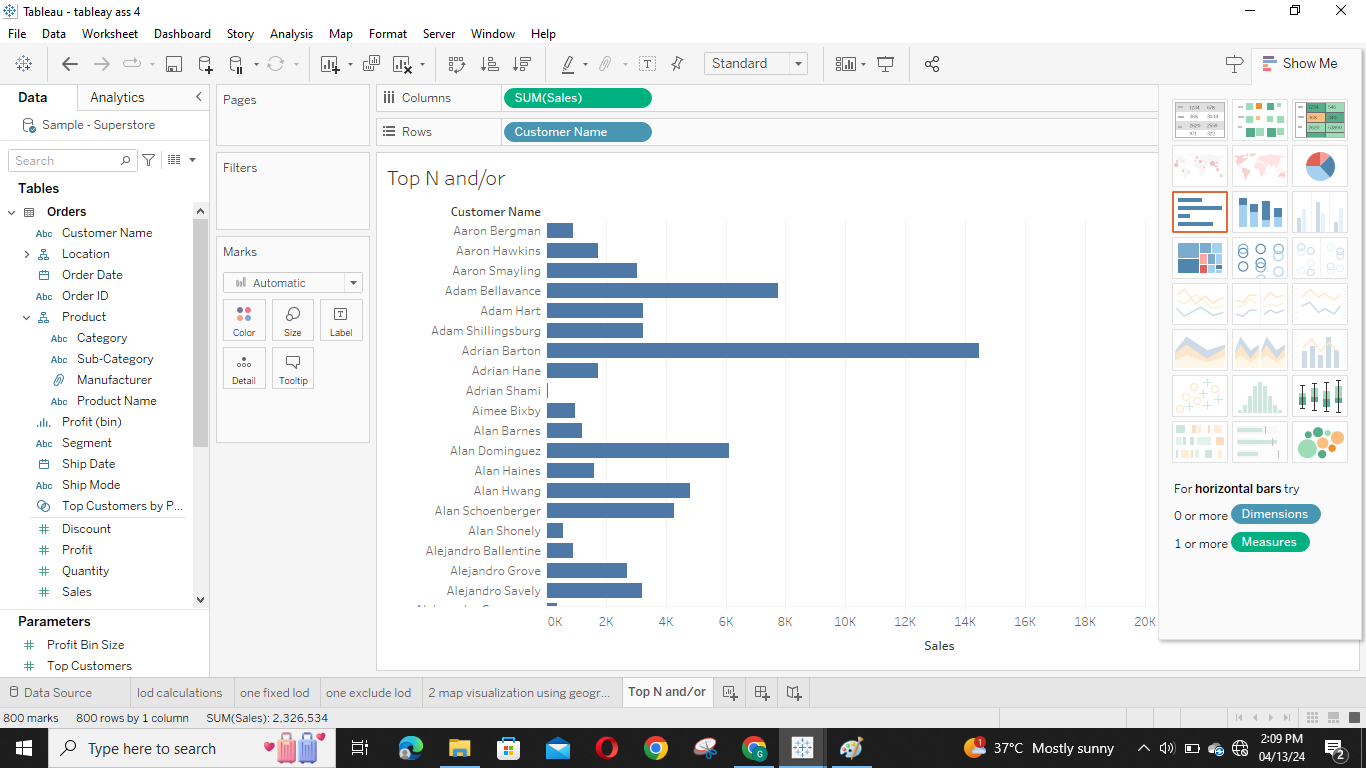 Tableau - tableay ass 4
File Data Worksheet Dashboard Story Analysis Map Format Server Window Help
Standard
Show Me
Data Analytics
Sample - Superstore
Search
Tables
Orders
Abc Customer Name
Location
Order Date
Abc Order ID
Product
Abc Category
Abc Sub-Category
Manufacturer
Abc Product Name
Profit (bin)
Abc Segment
Ship Date
Abc Ship Mode
Top Customers by P...
Discount
Profit
Quantity
Sales
Parameters
Profit Bin Size
Top Customers
Pages
Filters
Marks
Automatic
Color Size Label
Detail Tooltip
Columns SUM(Sales)
Rows Customer Name
Top N and/or
Customer Name
Aaron Bergman
Aaron Hawkins
Aaron Smayling
Adam Bellavance
Adam Hart
Adam Shillingsburg
Adrian Barton
Adrian Hane
Adrian Shami
Aimee Bixby
Alan Barnes
Alan Dominguez
Alan Haines
Alan Hwang
Alan Schoenberger
Alan Shonely
Alejandro Ballentine
Alejandro Grove
Alejandro Savely
0K 2K 4K 6K 8K 10K 12K 14K 16K 18K 20K
Sales
For horizontal bars try
0 or more Dimensions
1 or more Measures
Data Source lod calculations one fixed lod one exclude lod 2 map visualization using geogr... Top N and/or
800 marks 800 rows by 1 column SUM(Sales): 2,326,534
Type here to search
37°C Mostly sunny
2:09 PM
04/13/24
2